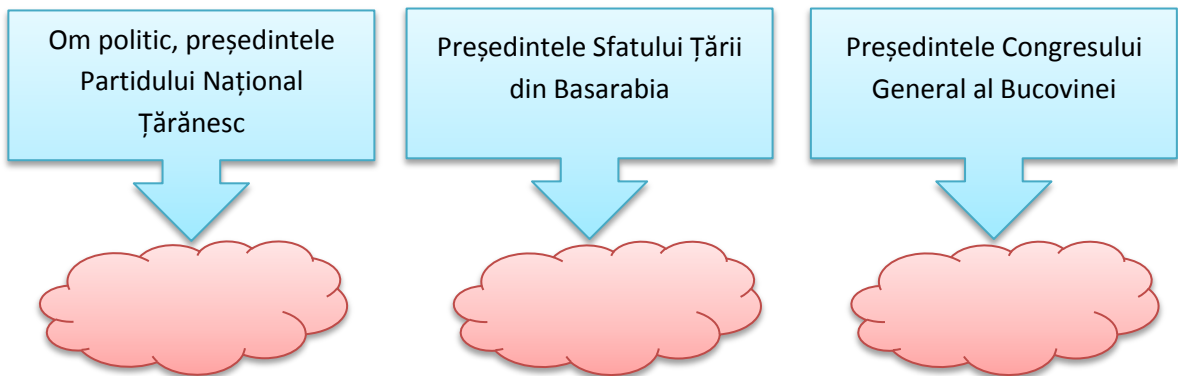 Om politic, președintele
Partidului Național
Țărănesc
Președintele Sfatului Țării
din Basarabia
Președintele Congresului
General al Bucovinei